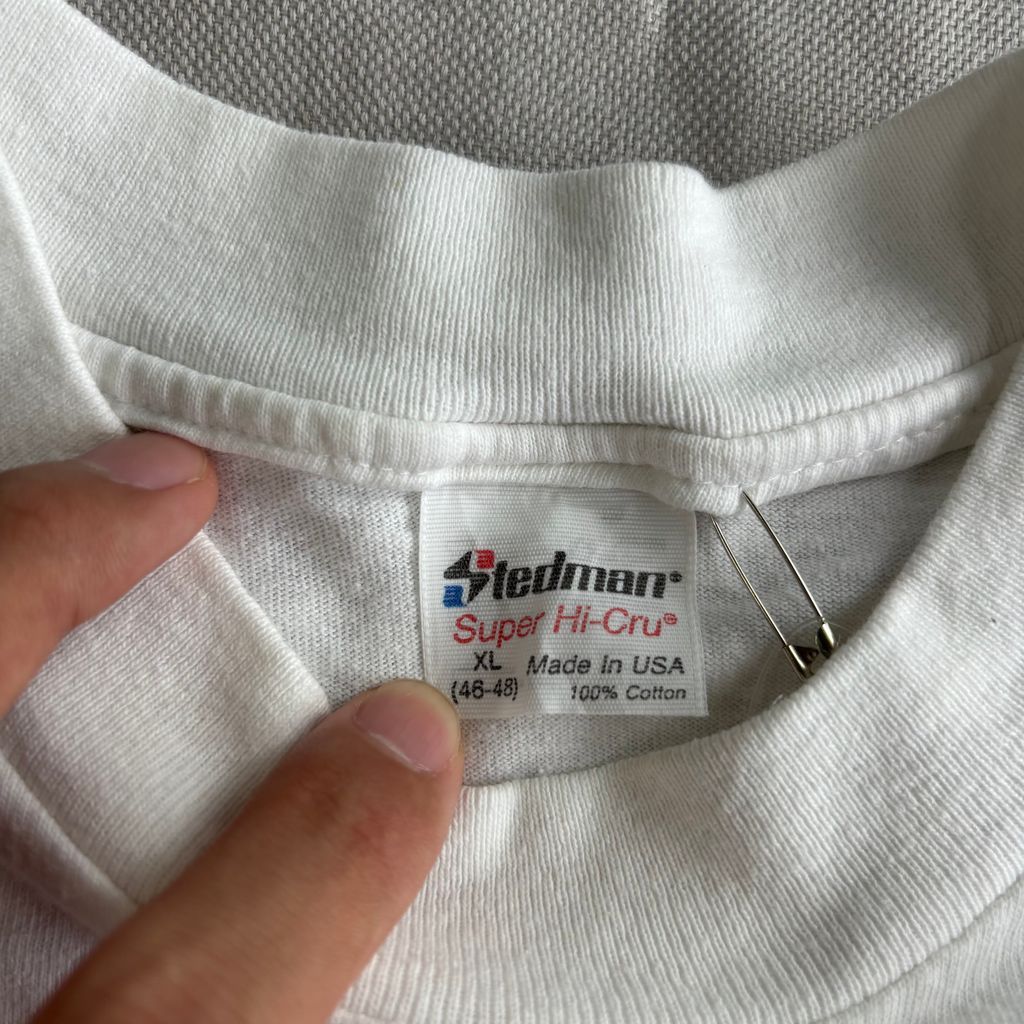 Stedman®
Super Hi-Cru®
XL Made In USA
(46-48) 100% Cotton